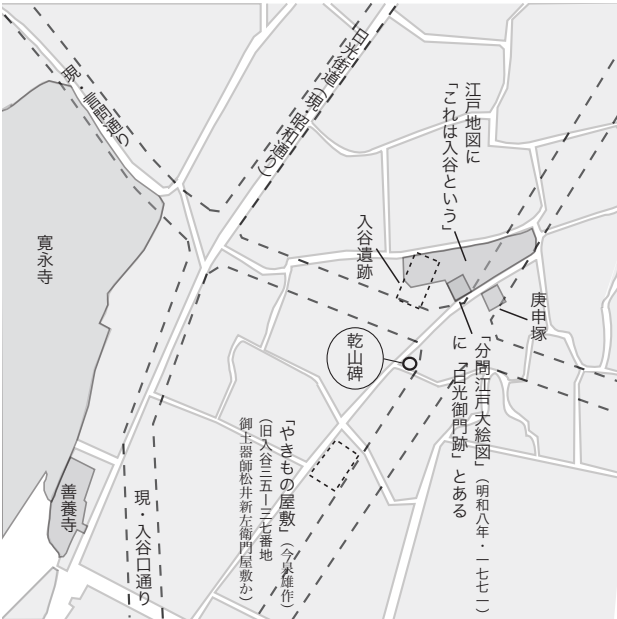 日光街道(現・昭和通り)
現・言問通り
江戸地図に
「これは入谷という」
入谷遺跡
寛永寺
庚申塚
乾山碑
「分間江戸大絵図」(明和八年・一七七一)
に「日光御門跡」とある
「やきもの屋敷」(今泉雄作)
(旧入谷三五―三七番地
御土器師松井新左衛門屋敷か)
善養寺
現・入谷口通り